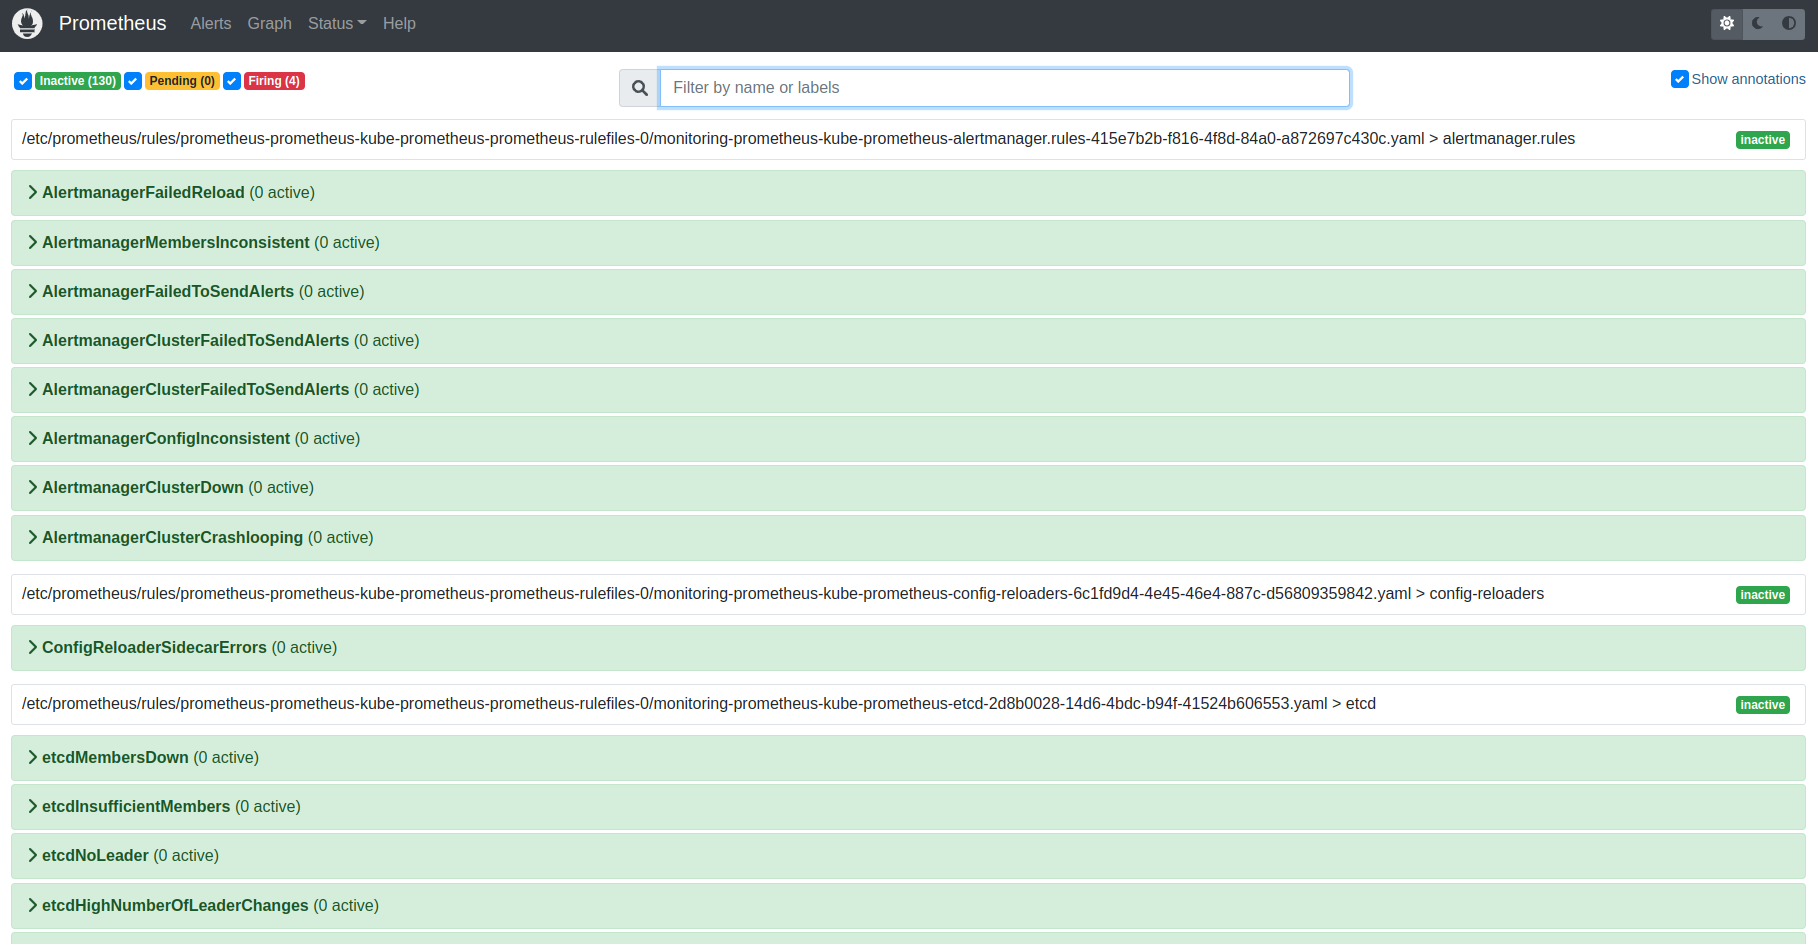 Prometheus Alerts Graph Status Help
Inactive (130) Pending (0) Firing (4)
Filter by name or labels
Show annotations
/etc/prometheus/rules/prometheus-prometheus-kube-prometheus-prometheus-rulefiles-0/monitoring-prometheus-kube-prometheus-alertmanager.rules-415e7b2b-f816-4f8d-84a0-a872697c430c.yaml > alertmanager.rules inactive
AlertmanagerFailedReload (0 active)
AlertmanagerMembersInconsistent (0 active)
AlertmanagerFailedToSendAlerts (0 active)
AlertmanagerClusterFailedToSendAlerts (0 active)
AlertmanagerClusterFailedToSendAlerts (0 active)
AlertmanagerConfigInconsistent (0 active)
AlertmanagerClusterDown (0 active)
AlertmanagerClusterCrashlooping (0 active)
/etc/prometheus/rules/prometheus-prometheus-kube-prometheus-prometheus-rulefiles-0/monitoring-prometheus-kube-prometheus-config-reloaders-6c1fd9d4-4e45-46e4-887c-d56809359842.yaml > config-reloaders inactive
ConfigReloaderSidecarErrors (0 active)
/etc/prometheus/rules/prometheus-prometheus-kube-prometheus-prometheus-rulefiles-0/monitoring-prometheus-kube-prometheus-etcd-2d8b0028-14d6-4bdc-b94f-41524b606553.yaml > etcd inactive
etcdMembersDown (0 active)
etcdInsufficientMembers (0 active)
etcdNoLeader (0 active)
etcdHighNumberOfLeaderChanges (0 active)